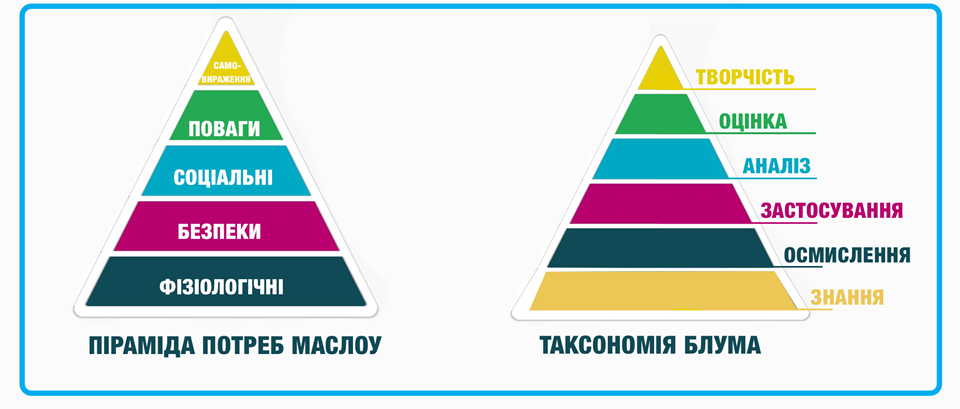 САМО-
ВИРАЖЕННЯ
ПОВАГИ
СОЦІАЛЬНІ
БЕЗПЕКИ
ФІЗІОЛОГІЧНІ
ПІРАМІДА ПОТРЕБ МАСЛОУ
ТВОРЧІСТЬ
ОЦІНКА
АНАЛІЗ
ЗАСТОСУВАННЯ
ОСМИСЛЕННЯ
ЗНАННЯ
ТАКСОНОМІЯ БЛУМА